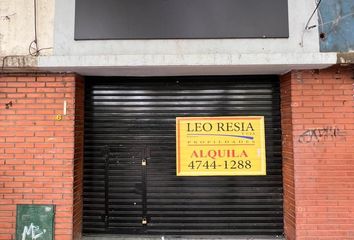 LEO RESIA
PROPIEDADES
ALQUILA
4744-1288